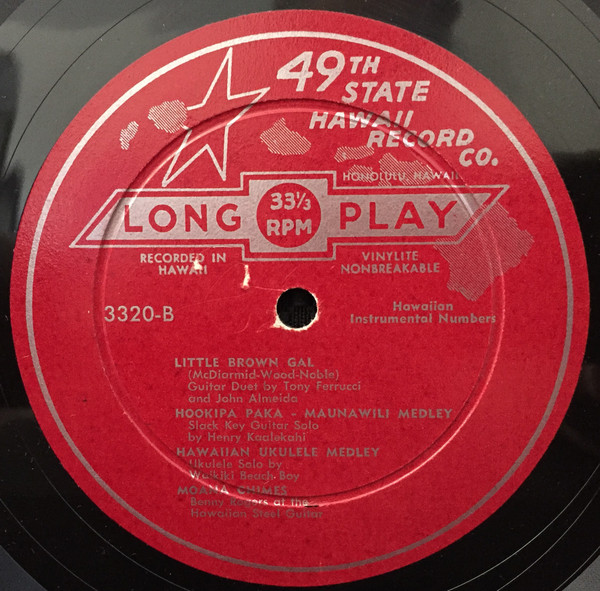 49TH
STATE
HAWAII
RECORD
CO.
HONOLULU, HAWAII
LONG PLAY
33⅓
RPM
RECORDED IN
HAWAII
VINYLITE
NONBREAKABLE
3320-B
Hawaiian
Instrumental Numbers
LITTLE BROWN GAL
(McDiarmid-Wood-Noble)
Guitar Duet by Tony Ferrucci
and John Almeida
HOOKIPA PAKA - MAUNAWILI MEDLEY
Slack Key Guitar Solo
by Henry Kaalekahi
HAWAIIAN UKULELE MEDLEY
Ukulele Solo by
Waikiki Beach Boy
MOANA CHIMES
Benny Rogers at the
Hawaiian Steel Guitar